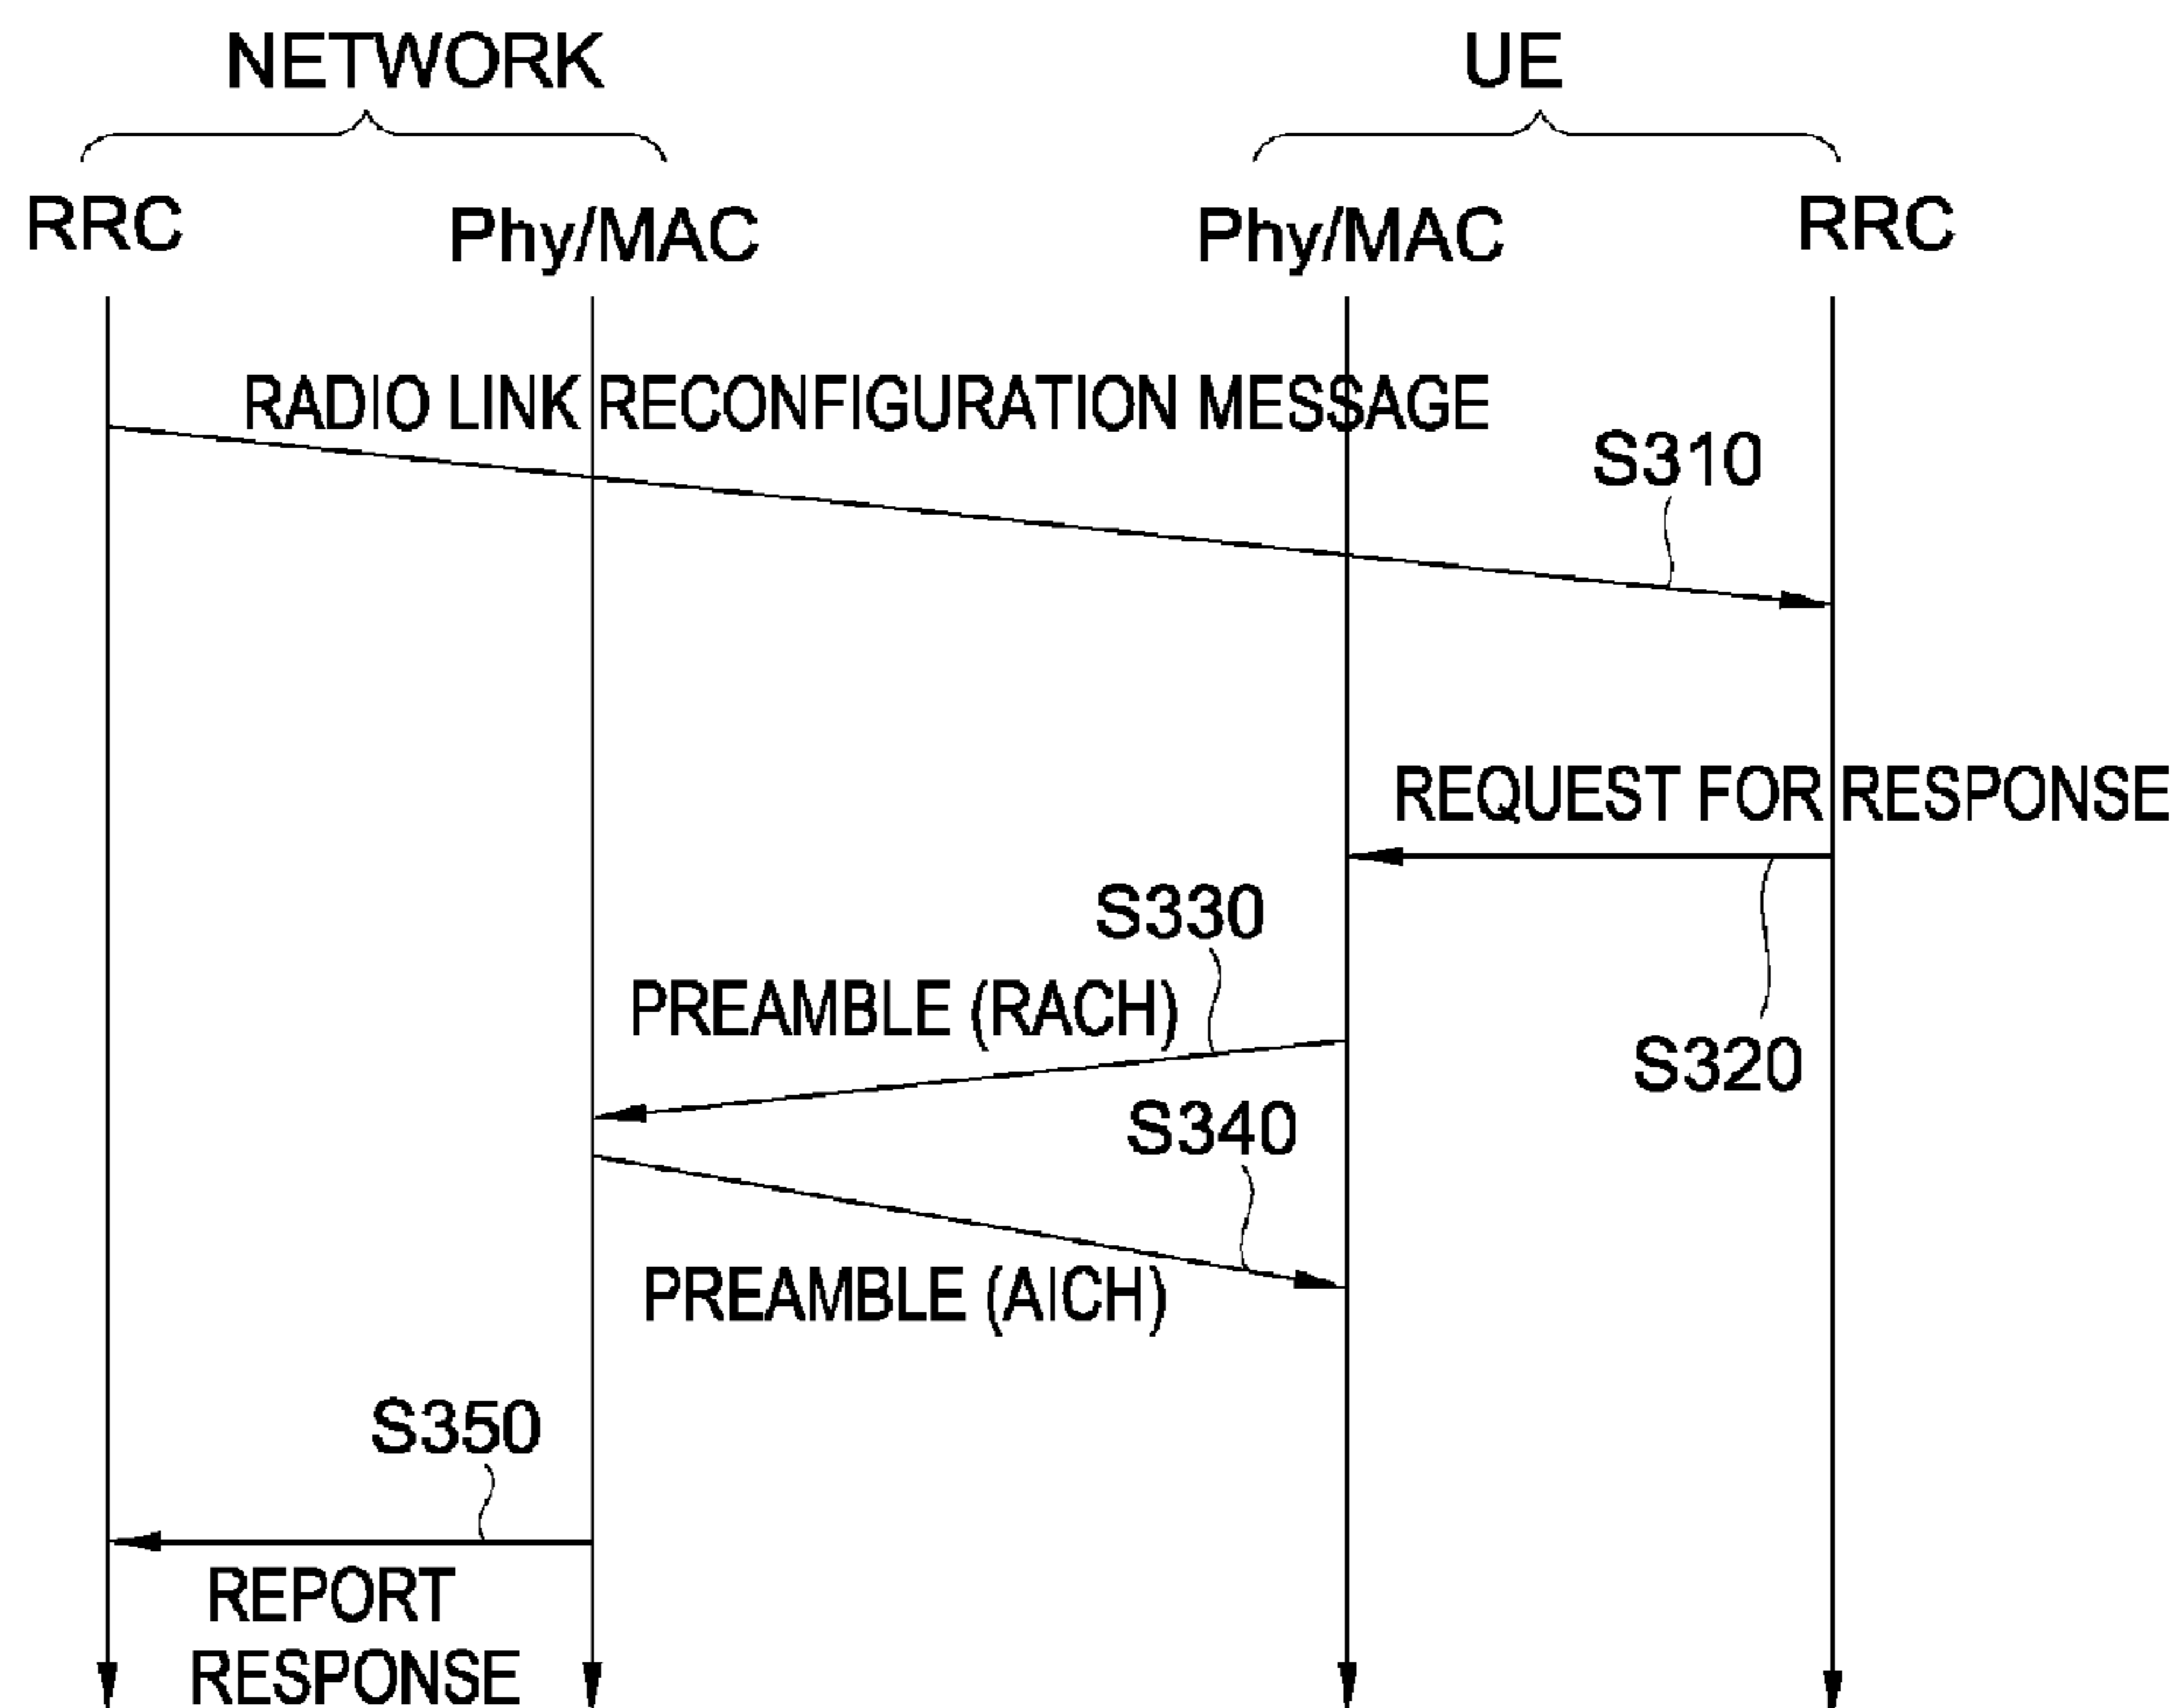 NETWORK
UE
RRC
Phy/MAC
Phy/MAC
RRC
RADIO LINK RECONFIGURATION MESSAGE
S310
REQUEST FOR RESPONSE
S330
PREAMBLE (RACH)
S320
S340
PREAMBLE (AICH)
S350
REPORT
RESPONSE